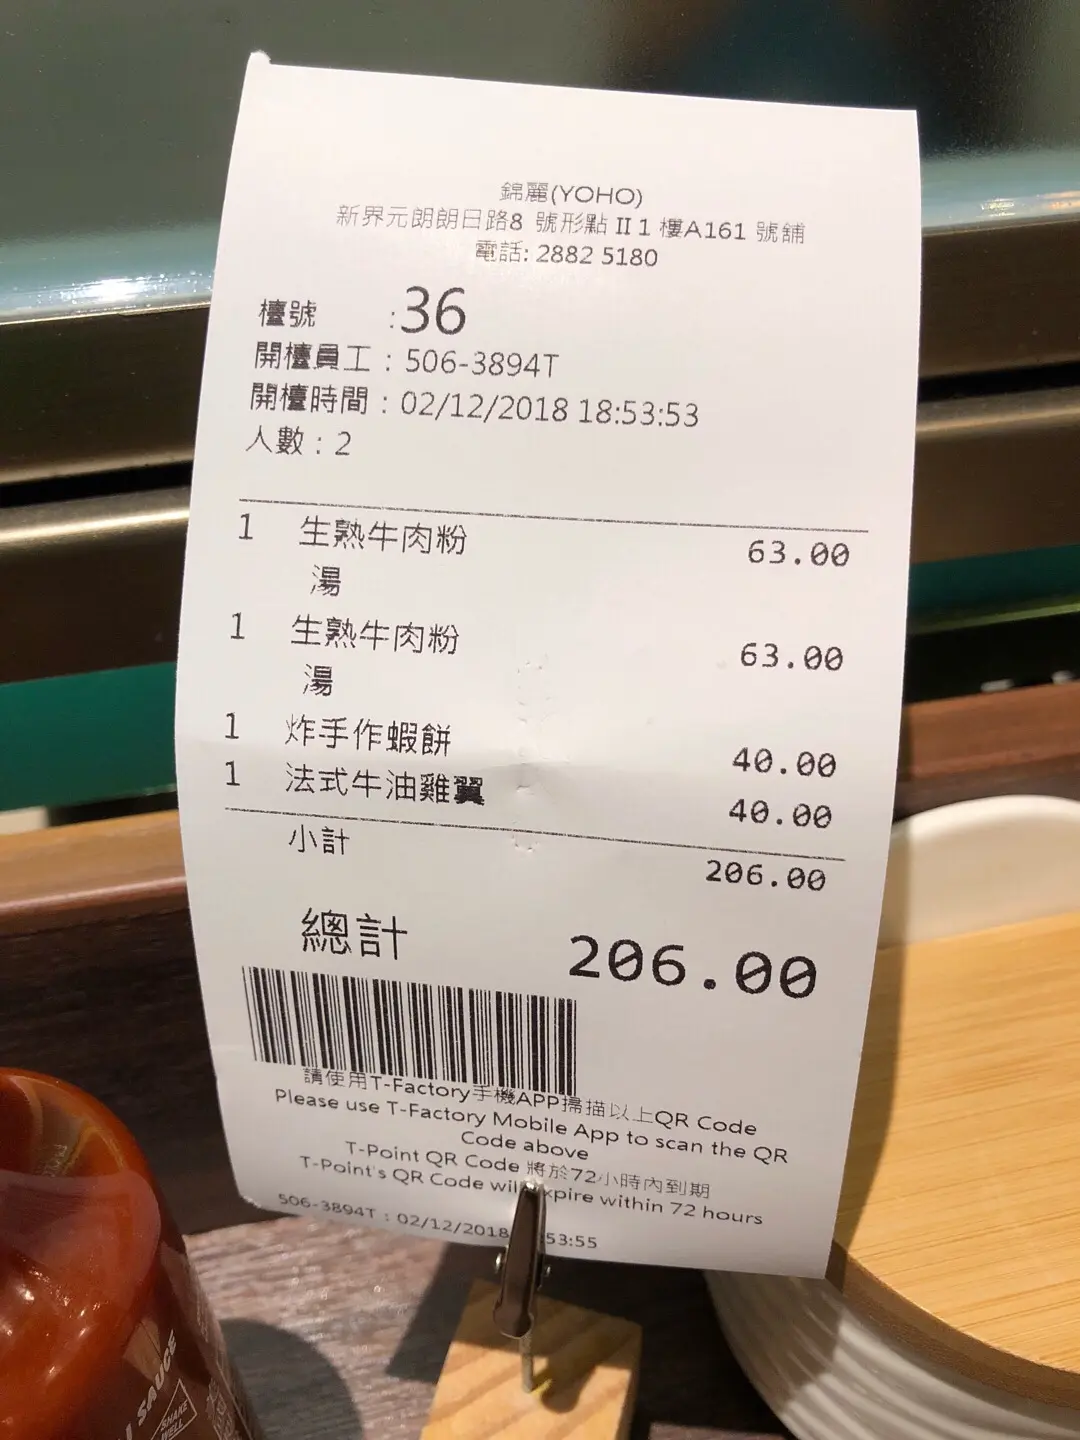 錦麗(YOHO)
新界元朗朗日路8 號形點 II 1 樓A161 號舖
電話: 2882 5180
檯號 :36
開檯員工 : 506-3894T
開檯時間 : 02/12/2018 18:53:53
人數 : 2
1 生熟牛肉粉 63.00
湯
1 生熟牛肉粉 63.00
湯
1 炸手作蝦餅 40.00
1 法式牛油雞翼 40.00
小計 206.00
總計 206.00
請使用T-Factory手機APP掃描以上QR Code
Please use T-Factory Mobile App to scan the QR
Code above
T-Point QR Code 將於72小時內到期
T-Point's QR Code will expire within 72 hours
506-3894T : 02/12/2018 53:55
SAUCE
SHAKE
WELL